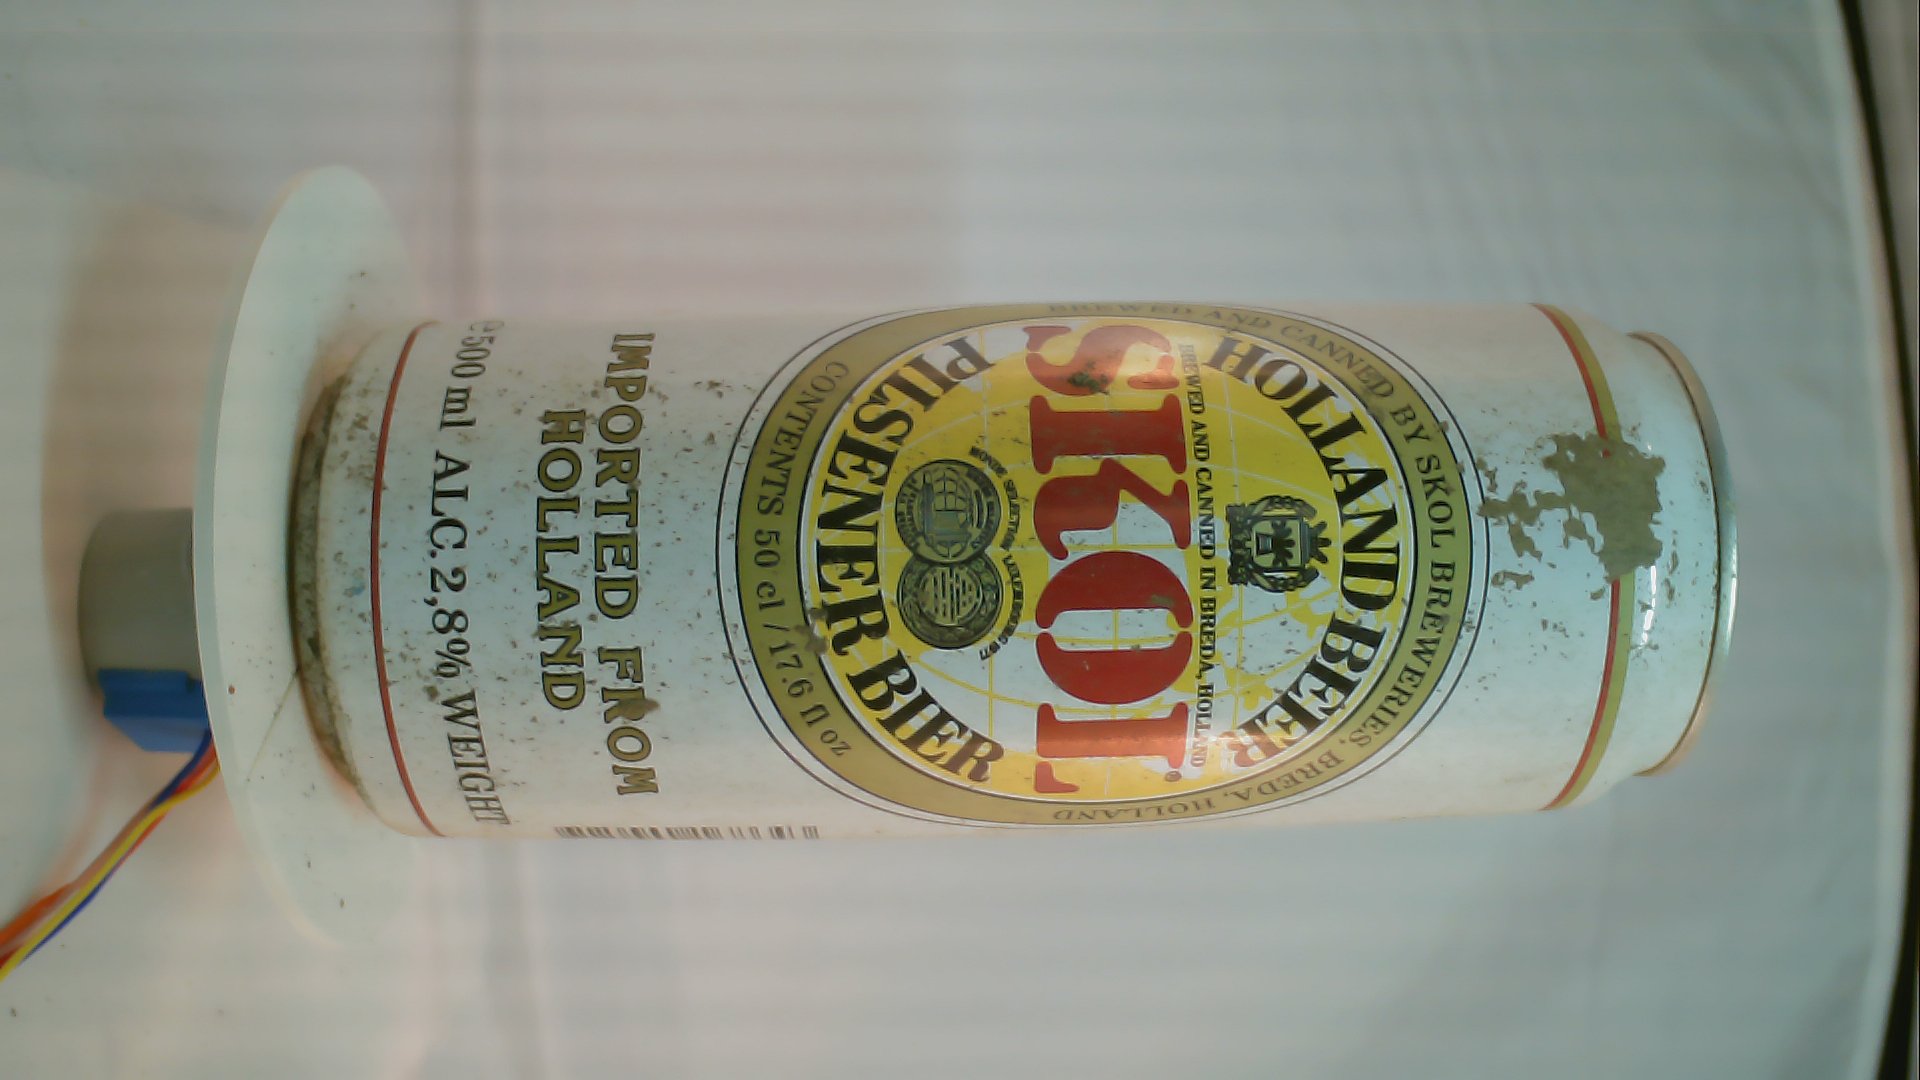 BREWED AND CANNED BY SKOL BREWERIES, BREDA, HOLLAND
HOLLAND BEER
BREWED AND CANNED IN BREDA, HOLLAND
SKOL®
PILSENER BIER
CONTENTS 50 cl / 17.6 fl oz
IMPORTED FROM
HOLLAND
℮500 ml ALC.2,8% WEIGHT